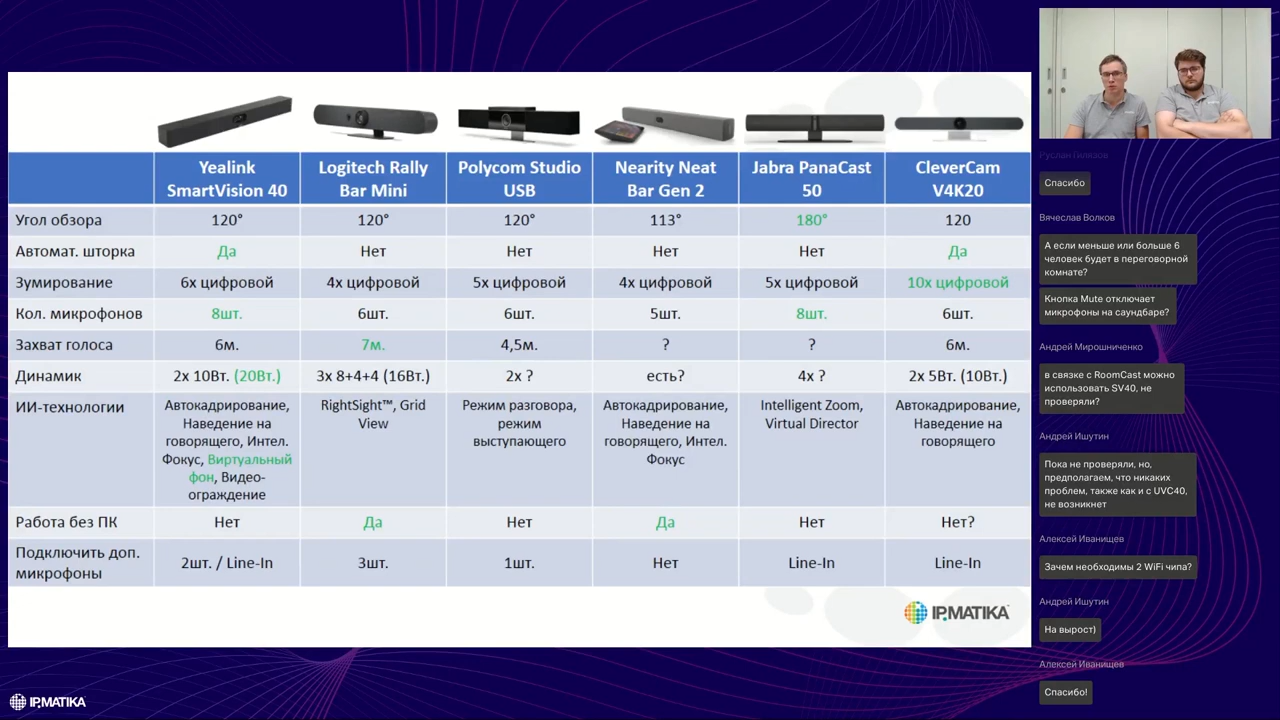 Yealink
SmartVision 40
Logitech Rally
Bar Mini
Polycom Studio
USB
Nearity Neat
Bar Gen 2
Jabra PanaCast
50
CleverCam
V4K20
Угол обзора 120° 120° 120° 113° 180° 120
Автомат. шторка Да Нет Нет Нет Нет Да
Зумирование 6x цифровой 4x цифровой 5x цифровой 4x цифровой 5x цифровой 10x цифровой
Кол. микрофонов 8шт. 6шт. 6шт. 5шт. 8шт. 6шт.
Захват голоса 6м. 7м. 4,5м. ? ? 6м.
Динамик 2x 10Вт. (20Вт.) 3x 8+4+4 (16Вт.) 2x ? есть? 4x ? 2x 5Вт. (10Вт.)
ИИ-технологии
Автокадрирование,
Наведение на
говорящего, Интел.
Фокус, Виртуальный
фон, Видео-
ограждение
RightSight™, Grid
View
Режим разговора,
режим
выступающего
Автокадрирование,
Наведение на
говорящего, Интел.
Фокус
Intelligent Zoom,
Virtual Director
Автокадрирование,
Наведение на
говорящего
Работа без ПК Нет Да Нет Да Нет Нет?
Подключить доп.
микрофоны
2шт. / Line-In 3шт. 1шт. Нет Line-In Line-In
IP.MATIKA
IP.MATIKA
Руслан Гилязов
Спасибо
Вячеслав Волков
А если меньше или больше 6
человек будет в переговорной
комнате?
Кнопка Mute отключает
микрофоны на саундбаре?
Андрей Мирошниченко
в связке с RoomCast можно
использовать SV40, не
проверяли?
Андрей Ишутин
Пока не проверяли, но,
предполагаем, что никаких
проблем, также как и с UVC40,
не возникнет
Алексей Иванищев
Зачем необходимы 2 WiFi чипа?
Андрей Ишутин
На вырост)
Алексей Иванищев
Спасибо!